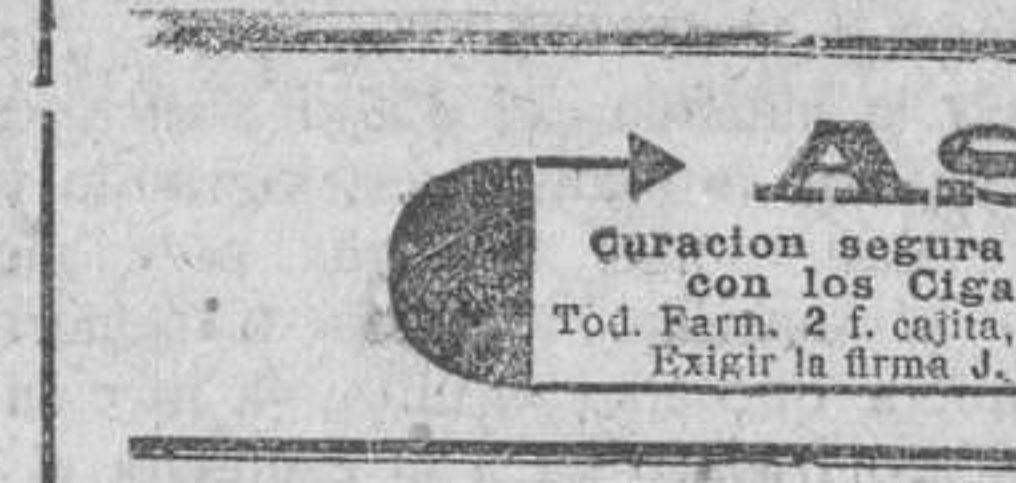 AS
Curacion segura
con los Ciga
Tod. Farm. 2 f. cajita,
Exigir la firma J.